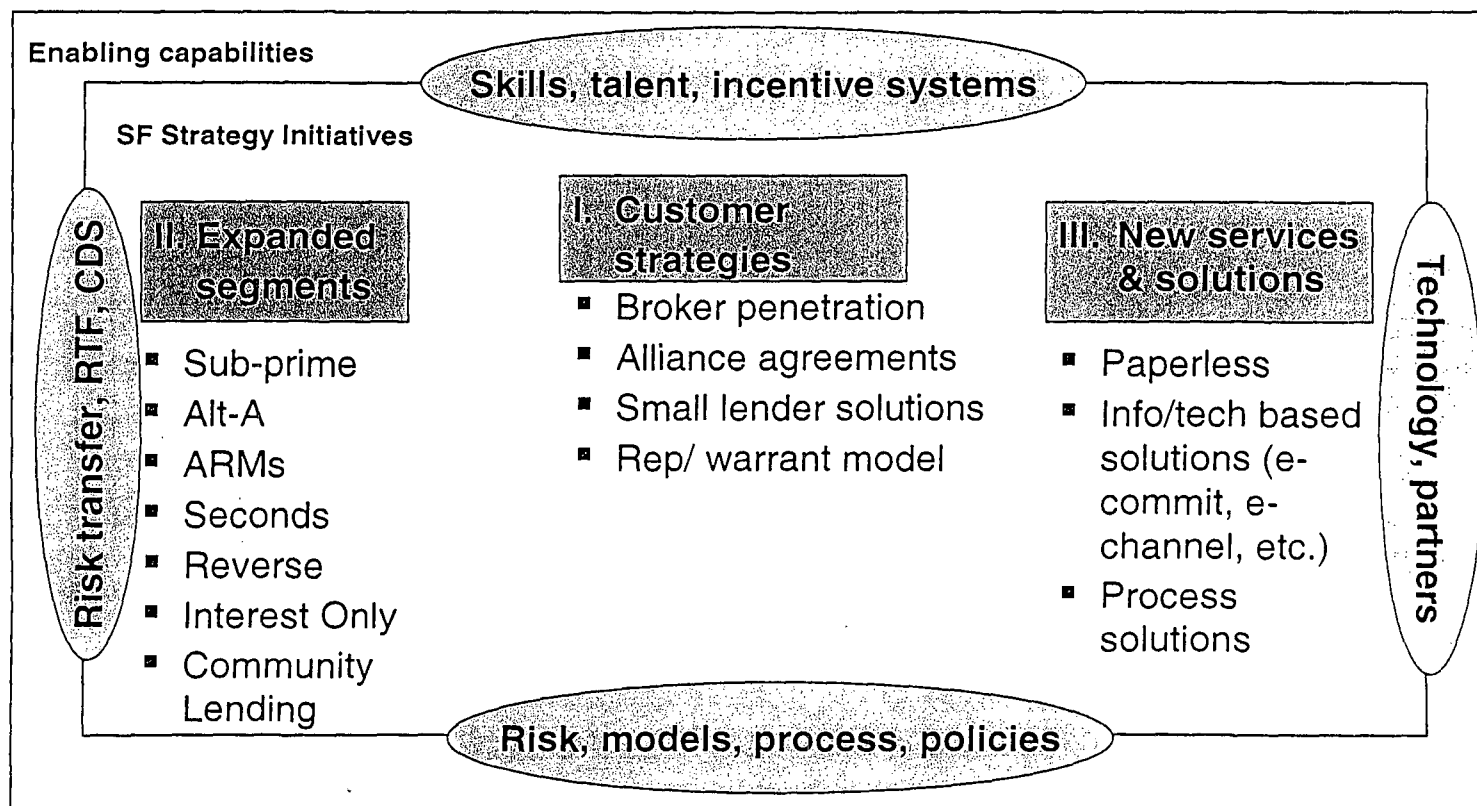 Enabling capabilities
Skills, talent, incentive systems
SF Strategy Initiatives
Risk transfer, RTF, CDS
II. Expanded
segments
▪ Sub-prime
▪ Alt-A
▪ ARMs
▪ Seconds
▪ Reverse
▪ Interest Only
▪ Community
Lending
I. Customer
strategies
▪ Broker penetration
▪ Alliance agreements
▪ Small lender solutions
▪ Rep/ warrant model
III. New services
& solutions
▪ Paperless
▪ Info/tech based
solutions (e-
commit, e-
channel, etc.)
▪ Process
solutions
Technology, partners
Risk, models, process, policies